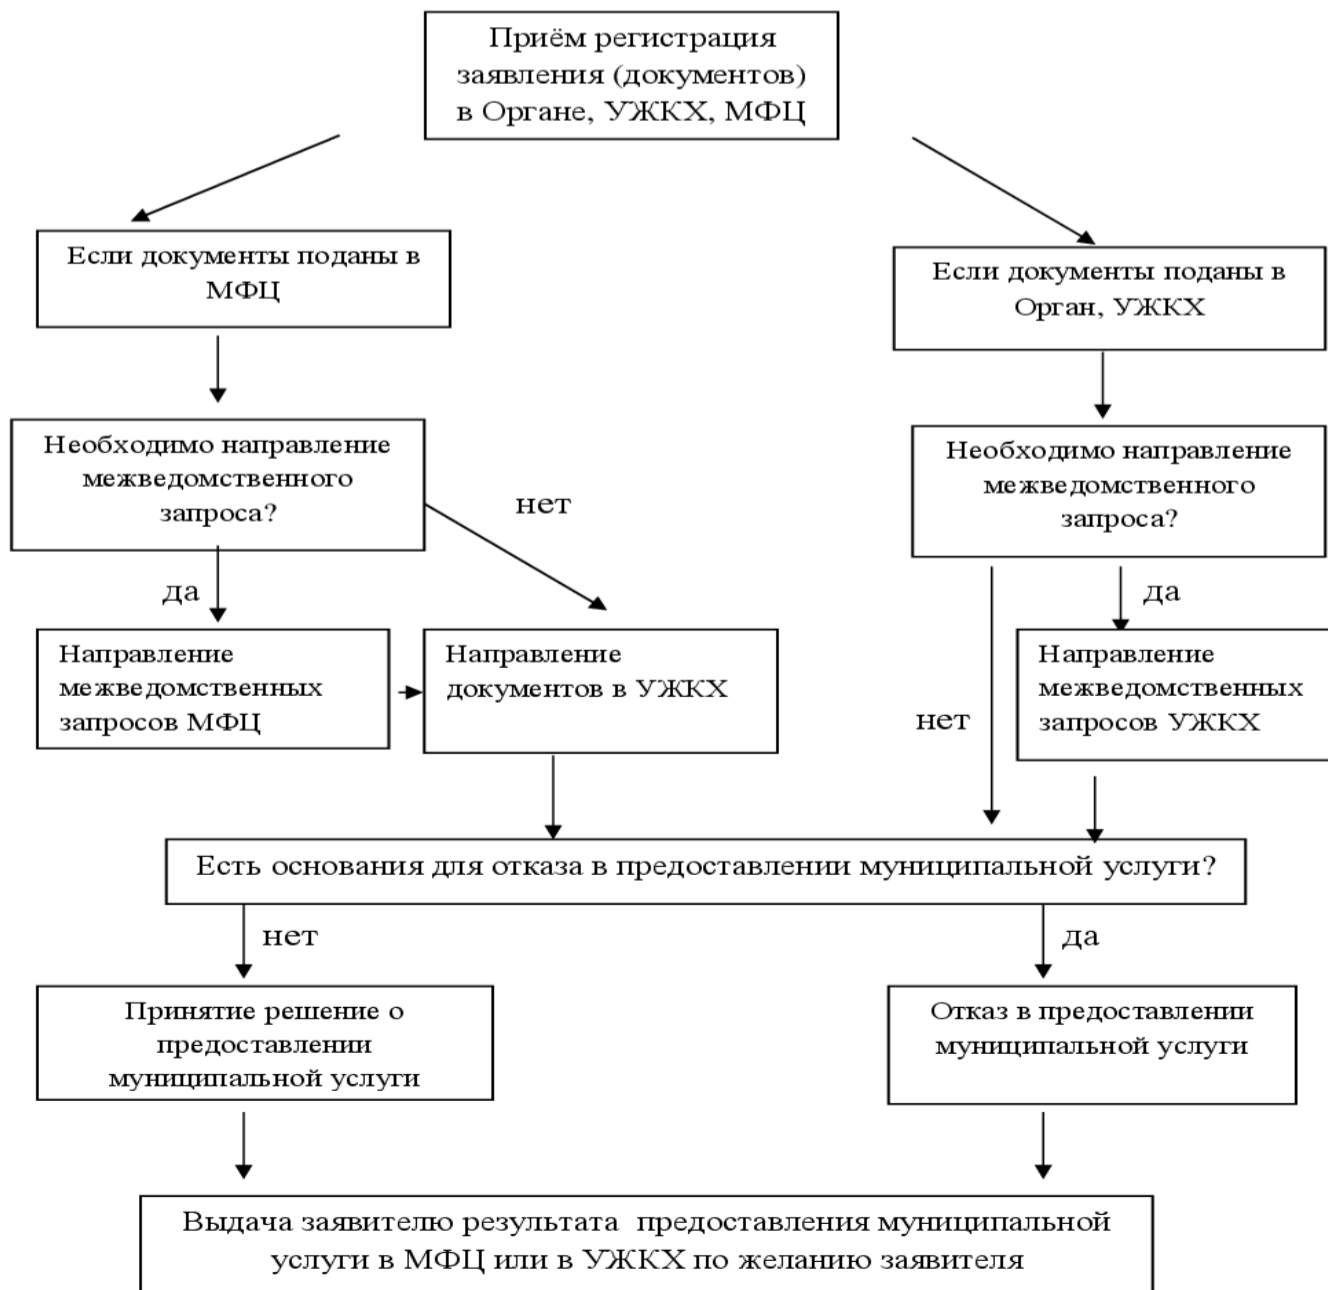 Приём регистрация
заявления (документов)
в Органе, УЖКХ, МФЦ
Если документы поданы в
МФЦ
Если документы поданы в
Орган, УЖКХ
Необходимо направление
межведомственного
запроса?
нет
Необходимо направление
межведомственного
запроса?
да
да
Направление
межведомственных
запросов МФЦ
Направление
документов в УЖКХ
нет
Направление
межведомственных
запросов УЖКХ
Есть основания для отказа в предоставлении муниципальной услуги?
нет
да
Принятие решение о
предоставлении
муниципальной услуги
Отказ в предоставлении
муниципальной услуги
Выдача заявителю результата предоставления муниципальной
услуги в МФЦ или в УЖКХ по желанию заявителя